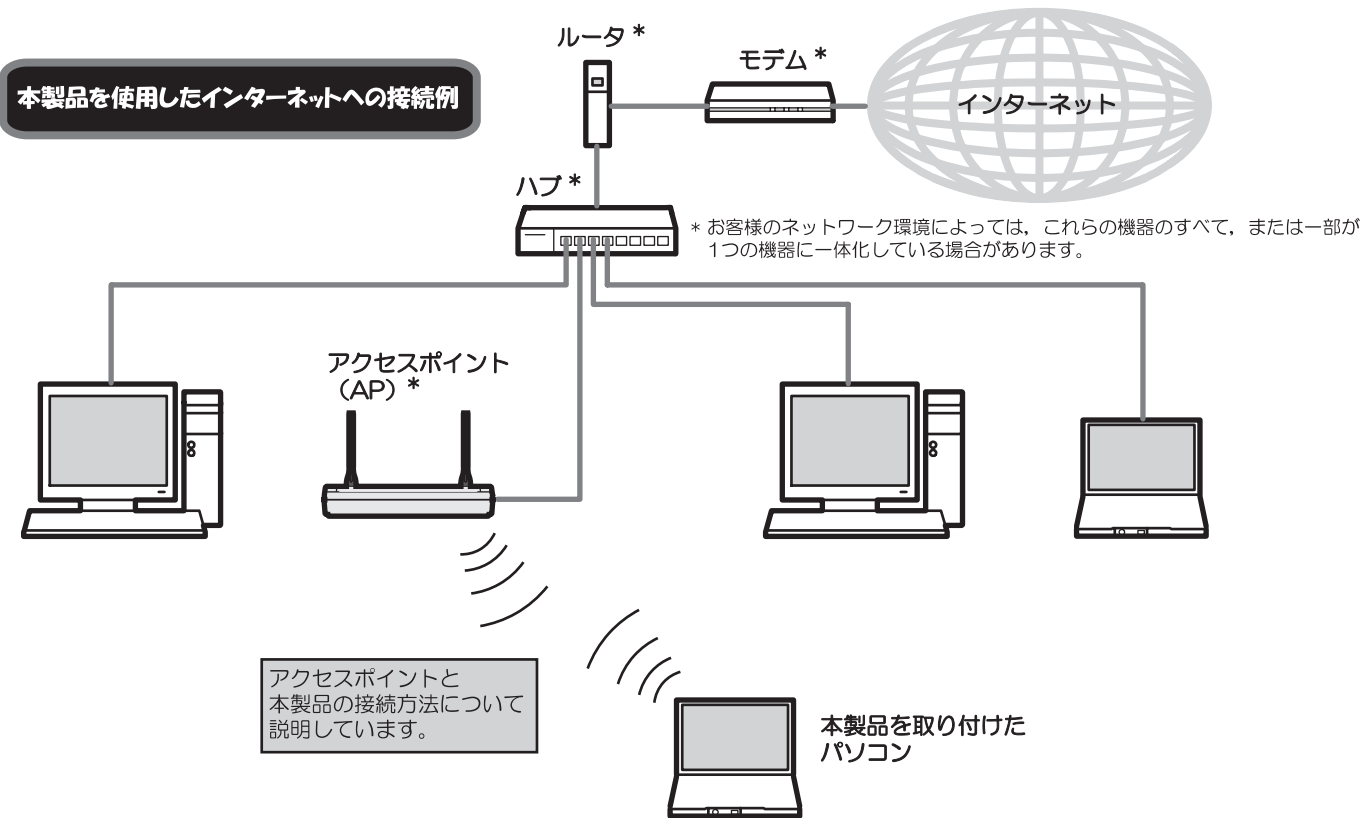 本製品を使用したインターネットへの接続例
ルータ *
モデム *
インターネット
ハブ *
* お客様のネットワーク環境によっては，これらの機器のすべて，または一部が
1つの機器に一体化している場合があります。
アクセスポイント
（AP）*
アクセスポイントと
本製品の接続方法について
説明しています。
本製品を取り付けた
パソコン